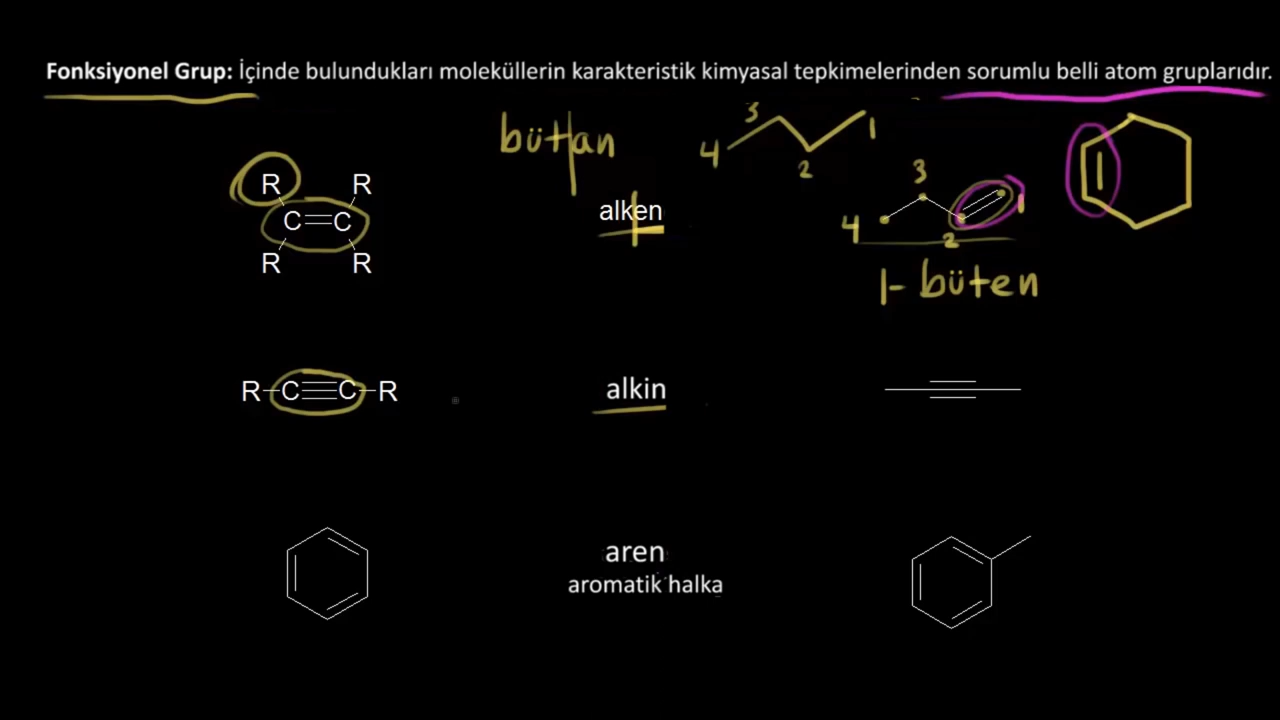 Fonksiyonel Grup: İçinde bulundukları moleküllerin karakteristik kimyasal tepkimelerinden sorumlu belli atom gruplarıdır.
bütan
3
4
2
1
R R
C C
R R
alken
3
4
2
1
1- büten
R C C R
alkin
aren
aromatik halka